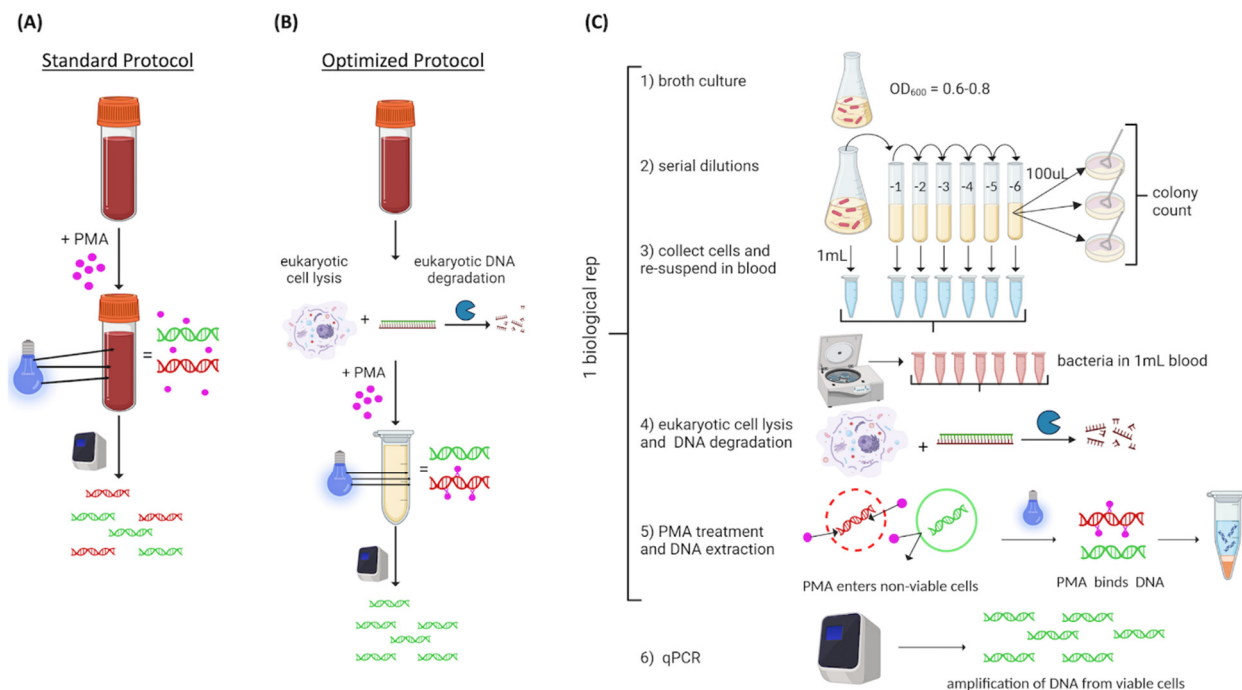 (A)
Standard Protocol
+ PMA
=
(B)
Optimized Protocol
eukaryotic
cell lysis
eukaryotic DNA
degradation
+
+ PMA
=
(C)
1 biological rep
1) broth culture
OD₆₀₀ = 0.6-0.8
2) serial dilutions
-1 -2 -3 -4 -5 -6
100uL
colony
count
3) collect cells and
re-suspend in blood
1mL
bacteria in 1mL blood
4) eukaryotic cell lysis
and DNA degradation
+
5) PMA treatment
and DNA extraction
PMA enters non-viable cells
PMA binds DNA
6) qPCR
amplification of DNA from viable cells